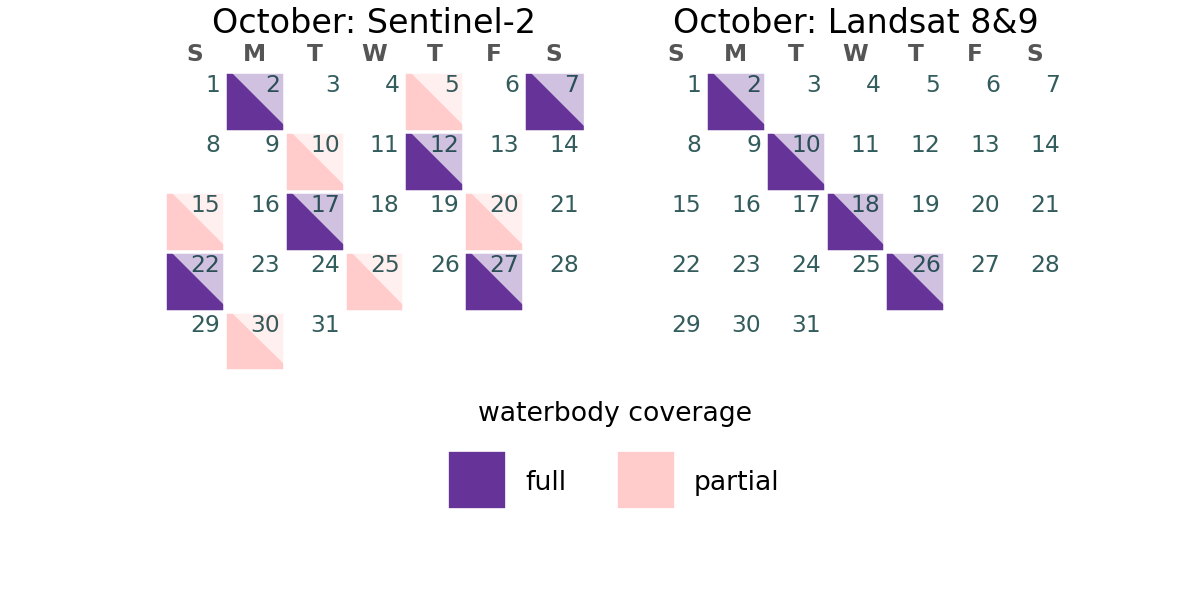 October: Sentinel-2
S M T W T F S
1 2 3 4 5 6 7
8 9 10 11 12 13 14
15 16 17 18 19 20 21
22 23 24 25 26 27 28
29 30 31
October: Landsat 8&9
S M T W T F S
1 2 3 4 5 6 7
8 9 10 11 12 13 14
15 16 17 18 19 20 21
22 23 24 25 26 27 28
29 30 31
waterbody coverage
full partial